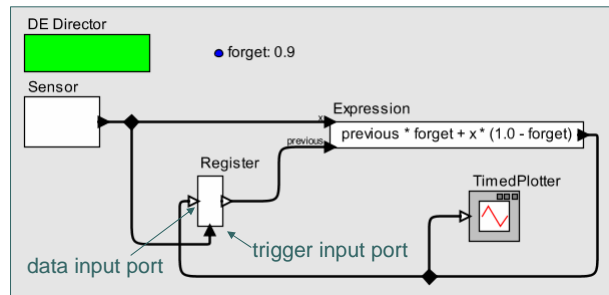 DE Director
forget: 0.9
Sensor
Expression
x
previous * forget + x * (1.0 - forget)
previous
Register
TimedPlotter
data input port
trigger input port